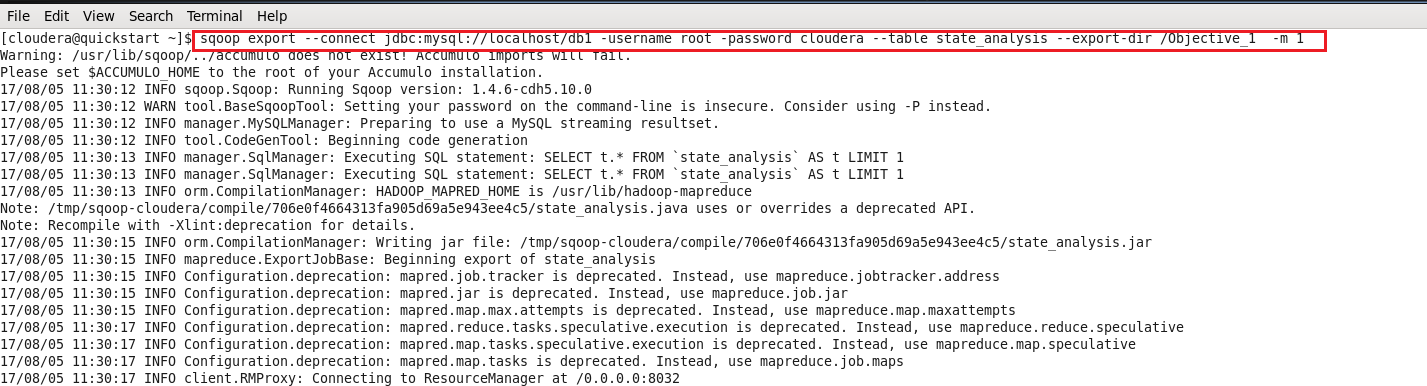 File Edit View Search Terminal Help
[cloudera@quickstart ~]$ sqoop export --connect jdbc:mysql://localhost/db1 -username root -password cloudera --table state_analysis --export-dir /Objective_1 -m 1
Warning: /usr/lib/sqoop/../accumulo does not exist! Accumulo imports will fail.
Please set $ACCUMULO_HOME to the root of your Accumulo installation.
17/08/05 11:30:12 INFO sqoop.Sqoop: Running Sqoop version: 1.4.6-cdh5.10.0
17/08/05 11:30:12 WARN tool.BaseSqoopTool: Setting your password on the command-line is insecure. Consider using -P instead.
17/08/05 11:30:12 INFO manager.MySQLManager: Preparing to use a MySQL streaming resultset.
17/08/05 11:30:12 INFO tool.CodeGenTool: Beginning code generation
17/08/05 11:30:13 INFO manager.SqlManager: Executing SQL statement: SELECT t.* FROM `state_analysis` AS t LIMIT 1
17/08/05 11:30:13 INFO manager.SqlManager: Executing SQL statement: SELECT t.* FROM `state_analysis` AS t LIMIT 1
17/08/05 11:30:13 INFO orm.CompilationManager: HADOOP_MAPRED_HOME is /usr/lib/hadoop-mapreduce
Note: /tmp/sqoop-cloudera/compile/706e0f4664313fa905d69a5e943ee4c5/state_analysis.java uses or overrides a deprecated API.
Note: Recompile with -Xlint:deprecation for details.
17/08/05 11:30:15 INFO orm.CompilationManager: Writing jar file: /tmp/sqoop-cloudera/compile/706e0f4664313fa905d69a5e943ee4c5/state_analysis.jar
17/08/05 11:30:15 INFO mapreduce.ExportJobBase: Beginning export of state_analysis
17/08/05 11:30:15 INFO Configuration.deprecation: mapred.job.tracker is deprecated. Instead, use mapreduce.jobtracker.address
17/08/05 11:30:15 INFO Configuration.deprecation: mapred.jar is deprecated. Instead, use mapreduce.job.jar
17/08/05 11:30:15 INFO Configuration.deprecation: mapred.map.max.attempts is deprecated. Instead, use mapreduce.map.maxattempts
17/08/05 11:30:17 INFO Configuration.deprecation: mapred.reduce.tasks.speculative.execution is deprecated. Instead, use mapreduce.reduce.speculative
17/08/05 11:30:17 INFO Configuration.deprecation: mapred.map.tasks.speculative.execution is deprecated. Instead, use mapreduce.map.speculative
17/08/05 11:30:17 INFO Configuration.deprecation: mapred.map.tasks is deprecated. Instead, use mapreduce.job.maps
17/08/05 11:30:17 INFO client.RMProxy: Connecting to ResourceManager at /0.0.0.0:8032